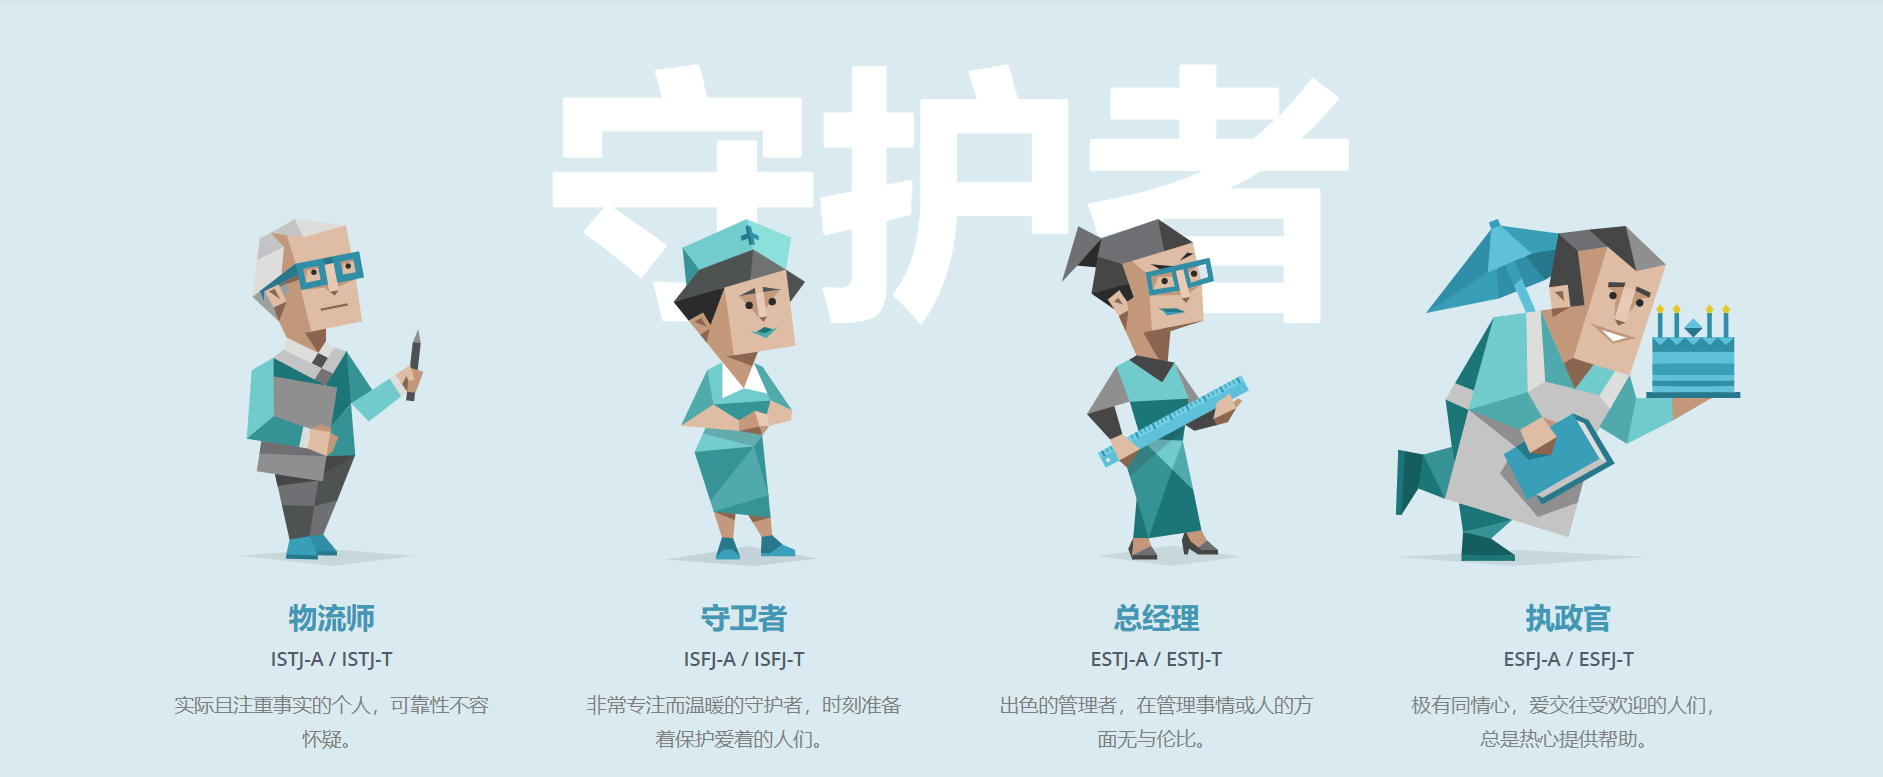 守护者
物流师
ISTJ-A / ISTJ-T
实际且注重事实的个人，可靠性不容
怀疑。
守卫者
ISFJ-A / ISFJ-T
非常专注而温暖的守护者，时刻准备
着保护爱着的人们。
总经理
ESTJ-A / ESTJ-T
出色的管理者，在管理事情或人的方
面无与伦比。
执政官
ESFJ-A / ESFJ-T
极有同情心，爱交往受欢迎的人们，
总是热心提供帮助。